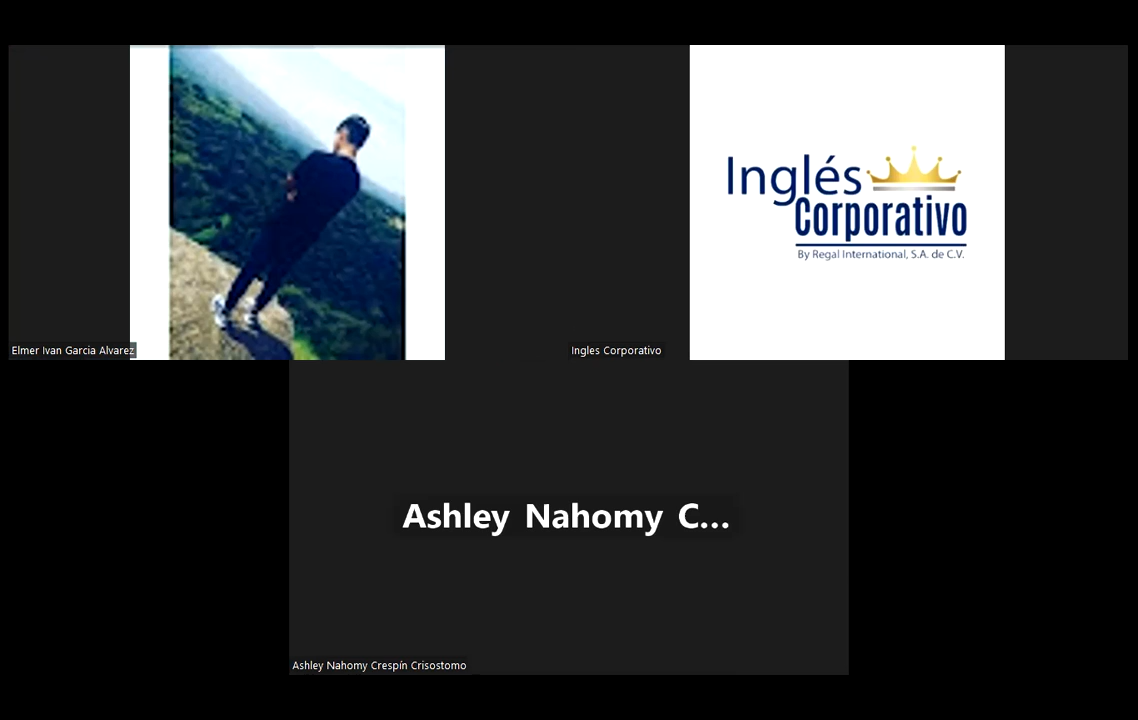 Inglés
Corporativo
By Regal International, S.A. de C.V.
Elmer Ivan Garcia Alvarez
Ingles Corporativo
Ashley Nahomy C...
Ashley Nahomy Crespín Crisostomo